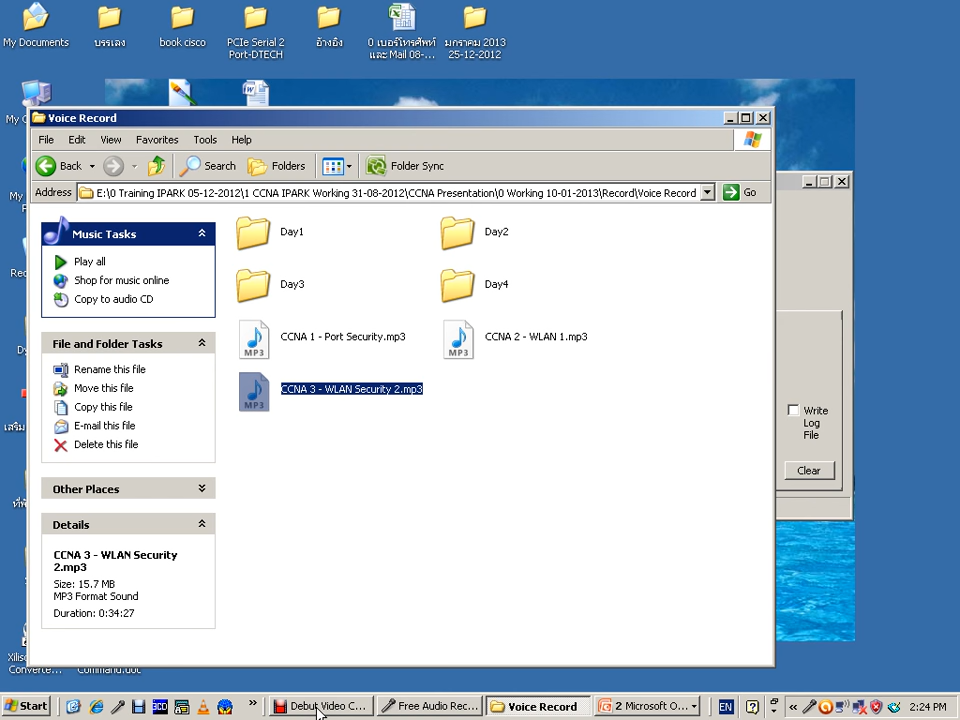 My Documents
บรรเลง
book cisco
PCIe Serial 2
Port-DTECH
อ้างอิง
0 เบอร์โทรศัพท์
และ Mail 08-...
มกราคม 2013
25-12-2012
Voice Record
File Edit View Favorites Tools Help
Back Search Folders Folder Sync
Address E:\0 Training IPARK 05-12-2012\1 CCNA IPARK Working 31-08-2012\CCNA Presentation\0 Working 10-01-2013\Record\Voice Record Go
Music Tasks
Play all
Shop for music online
Copy to audio CD
File and Folder Tasks
Rename this file
Move this file
Copy this file
E-mail this file
Delete this file
Other Places
Details
CCNA 3 - WLAN Security
2.mp3
Size: 15.7 MB
MP3 Format Sound
Duration: 0:34:27
Day1
Day2
Day3
Day4
MP3 CCNA 1 - Port Security.mp3
MP3 CCNA 2 - WLAN 1.mp3
MP3 CCNA 3 - WLAN Security 2.mp3
Write
Log
File
Clear
Converte...
Command.doc
Start
Debut Video C...
Free Audio Rec...
Voice Record
2 Microsoft O...
EN
2:24 PM